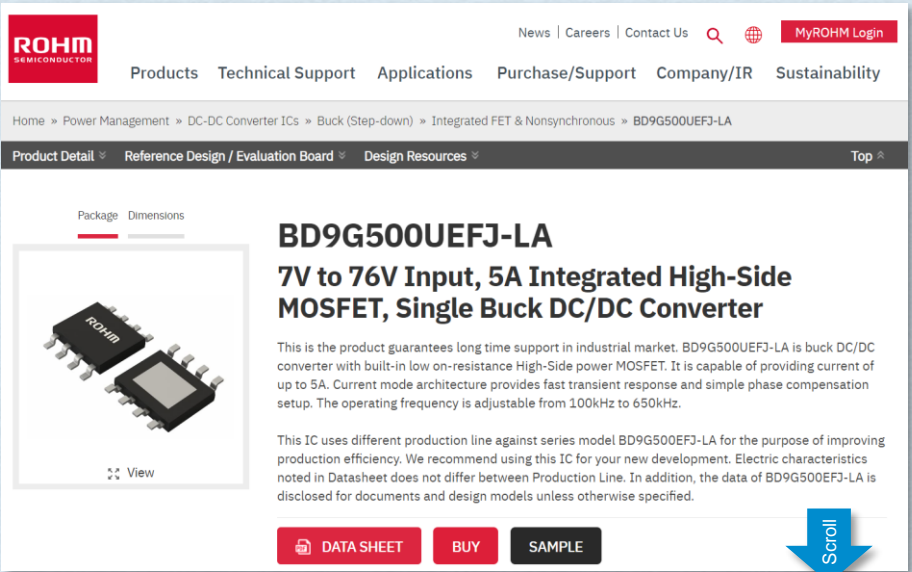 ROHM
SEMICONDUCTOR
News | Careers | Contact Us
MyROHM Login
Products Technical Support Applications Purchase/Support Company/IR Sustainability
Home » Power Management » DC-DC Converter ICs » Buck (Step-down) » Integrated FET & Nonsynchronous » BD9G500UEFJ-LA
Product Detail Reference Design / Evaluation Board Design Resources Top
Package Dimensions
ROHM
View
BD9G500UEFJ-LA
7V to 76V Input, 5A Integrated High-Side
MOSFET, Single Buck DC/DC Converter
This is the product guarantees long time support in industrial market. BD9G500UEFJ-LA is buck DC/DC
converter with built-in low on-resistance High-Side power MOSFET. It is capable of providing current of
up to 5A. Current mode architecture provides fast transient response and simple phase compensation
setup. The operating frequency is adjustable from 100kHz to 650kHz.
This IC uses different production line against series model BD9G500EFJ-LA for the purpose of improving
production efficiency. We recommend using this IC for your new development. Electric characteristics
noted in Datasheet does not differ between Production Line. In addition, the data of BD9G500EFJ-LA is
disclosed for documents and design models unless otherwise specified.
DATA SHEET BUY SAMPLE
Scroll